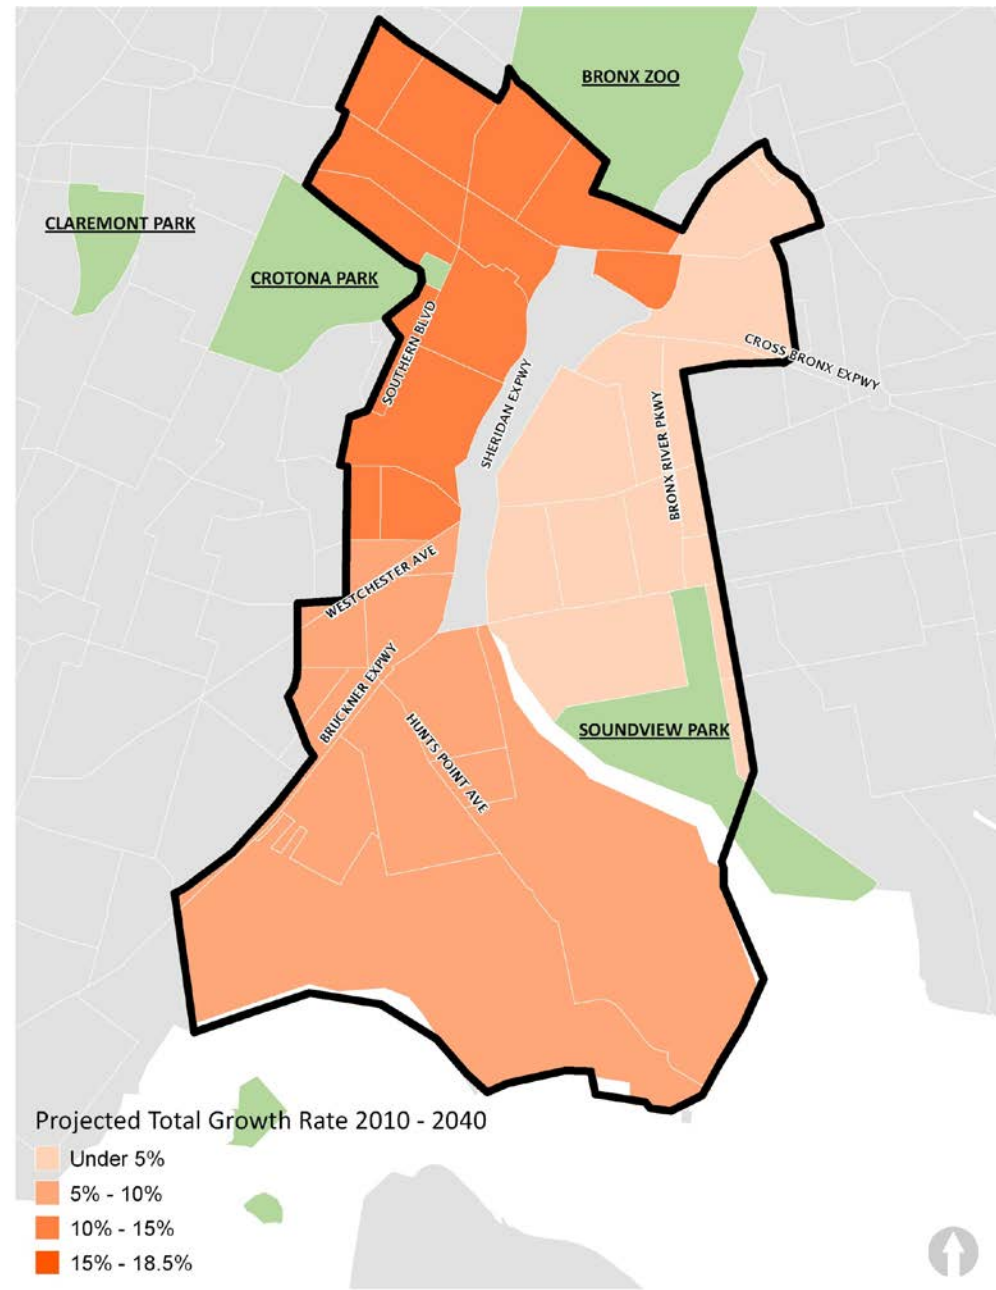 BRONX ZOO
CLAREMONT PARK
CROTONA PARK
SOUTHERN BLVD
CROSS BRONX EXPWY
SHERIDAN EXPWY
BRONX RIVER PKWY
WESTCHESTER AVE
BRUCKNER EXPWY
HUNTS POINT AVE
SOUNDVIEW PARK
Projected Total Growth Rate 2010 - 2040
Under 5%
5% - 10%
10% - 15%
15% - 18.5%